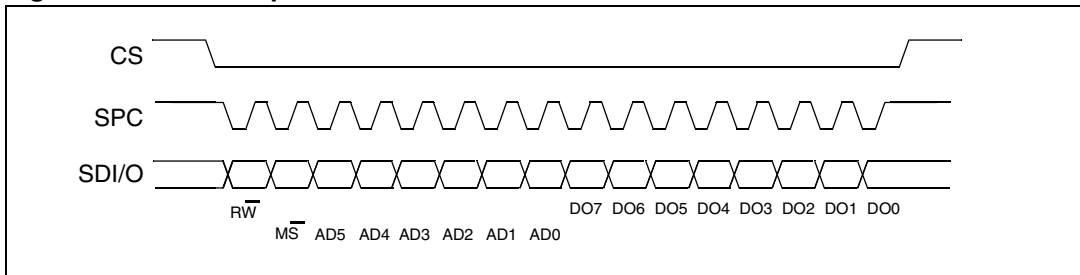 CS
SPC
SDI/O
RW̅
DO7 DO6 DO5 DO4 DO3 DO2 DO1 DO0
MS̅ AD5 AD4 AD3 AD2 AD1 AD0